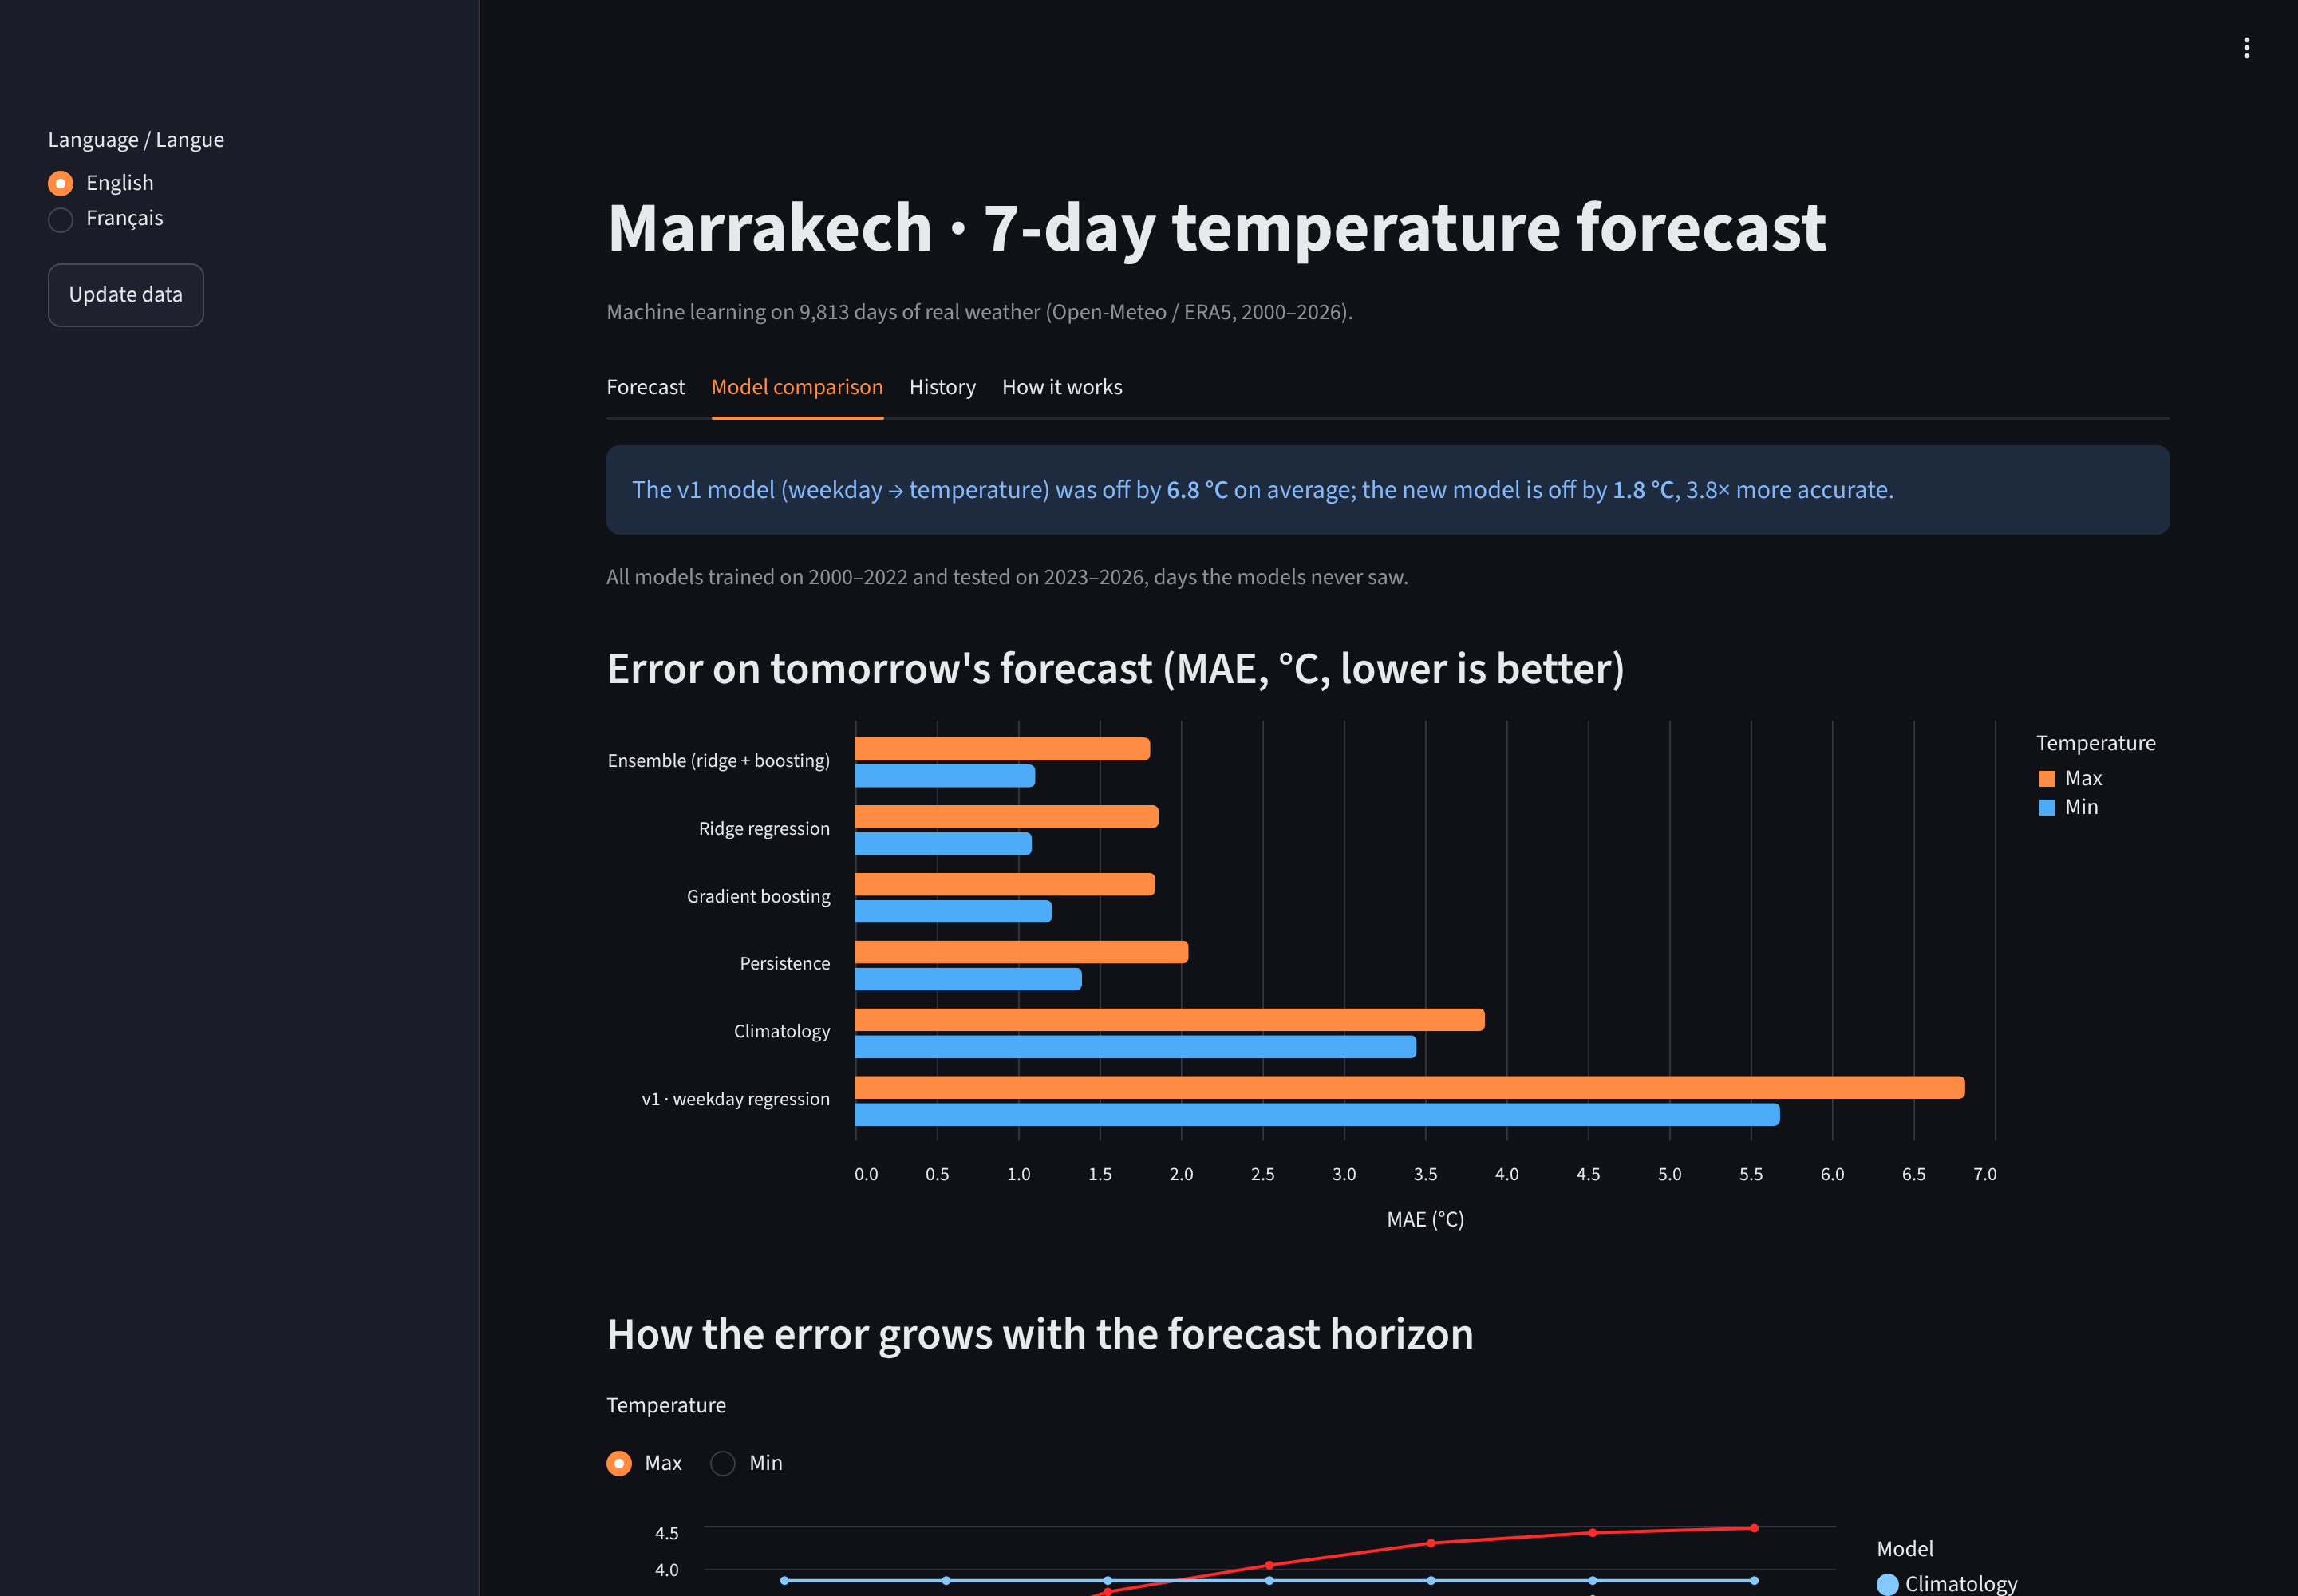 Language / Langue
English
Français
Update data
Marrakech · 7-day temperature forecast
Machine learning on 9,813 days of real weather (Open-Meteo / ERA5, 2000–2026).
Forecast Model comparison History How it works
The v1 model (weekday → temperature) was off by 6.8 °C on average; the new model is off by 1.8 °C, 3.8× more accurate.
All models trained on 2000–2022 and tested on 2023–2026, days the models never saw.
Error on tomorrow's forecast (MAE, °C, lower is better)
Ensemble (ridge + boosting)
Ridge regression
Gradient boosting
Persistence
Climatology
v1 · weekday regression
0.0 0.5 1.0 1.5 2.0 2.5 3.0 3.5 4.0 4.5 5.0 5.5 6.0 6.5 7.0
MAE (°C)
Temperature
Max
Min
How the error grows with the forecast horizon
Temperature
Max Min
4.5
4.0
Model
Climatology